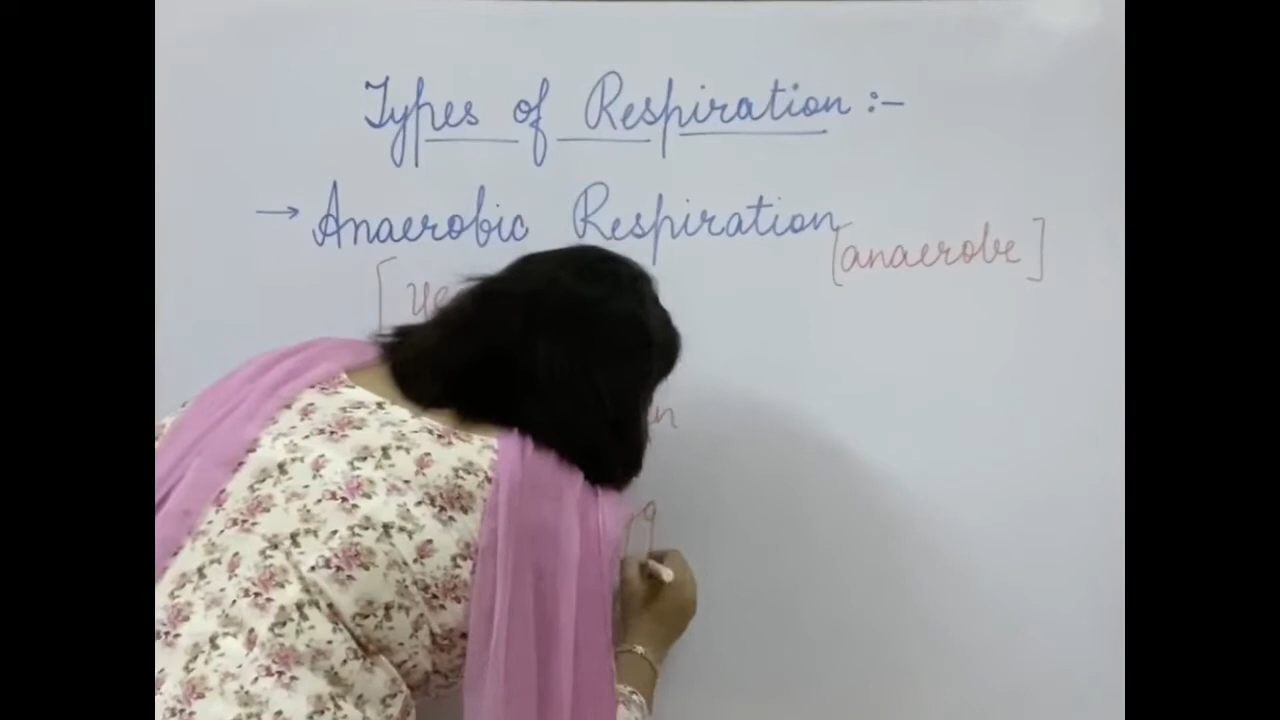 Types of Respiration :-
→ Anaerobic Respiration
[anaerobe]